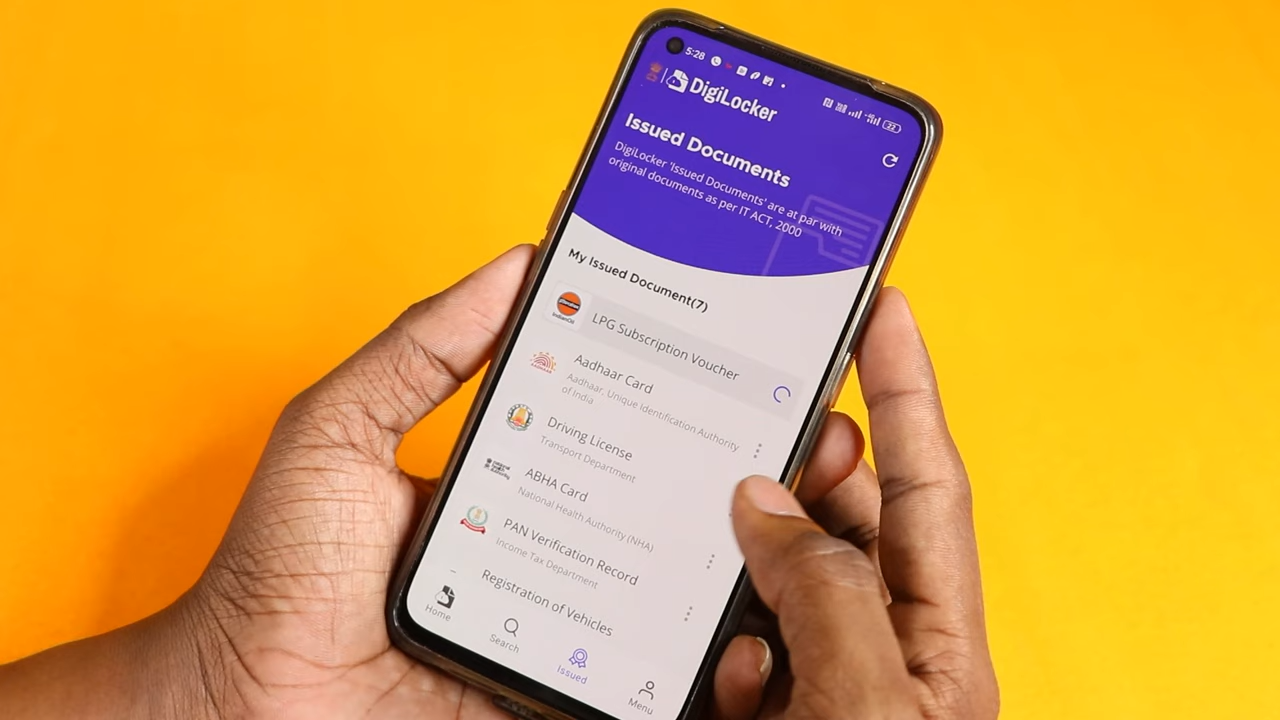 5:28
22
DigiLocker
Issued Documents
DigiLocker 'Issued Documents' are at par with
original documents as per IT ACT, 2000
My Issued Document(7)
IndianOil
LPG Subscription Voucher
AADHAAR
Aadhaar Card
Aadhaar, Unique Identification Authority
of India
Driving License
Transport Department
ABHA Card
National Health Authority (NHA)
PAN Verification Record
Income Tax Department
Registration of Vehicles
Home
Search
Issued
Menu